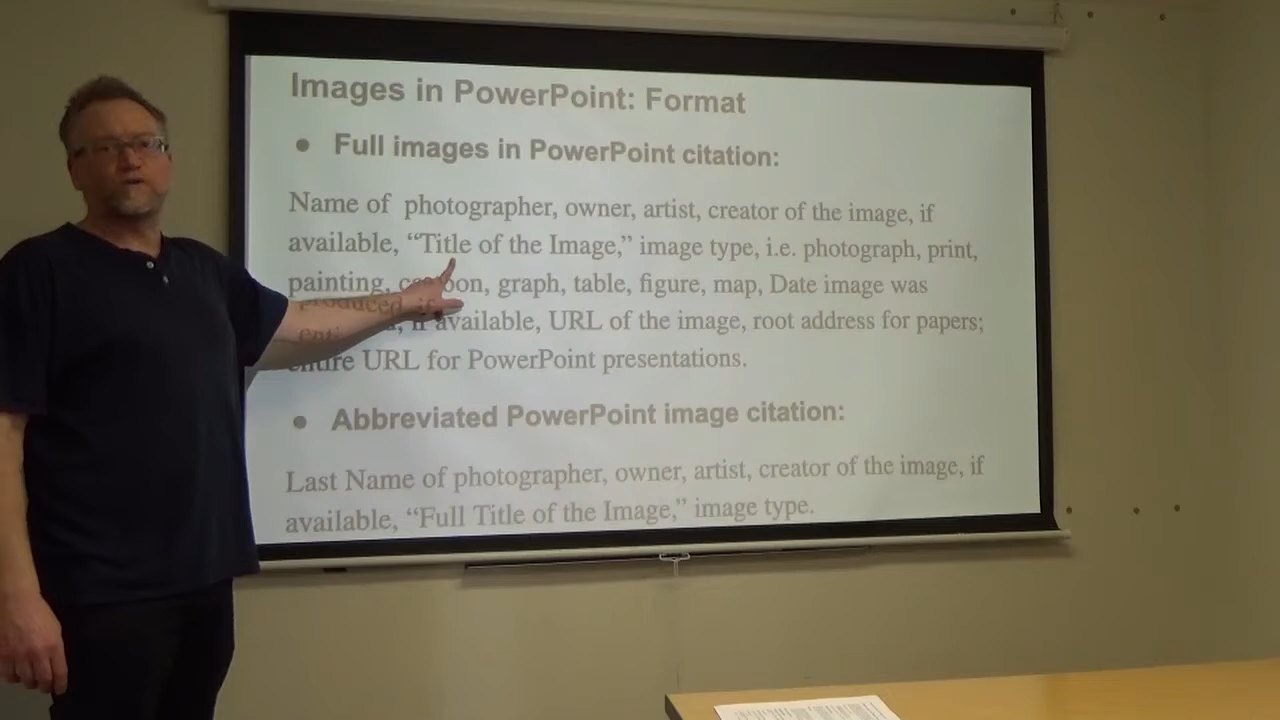 Images in PowerPoint: Format
● Full images in PowerPoint citation:
Name of photographer, owner, artist, creator of the image, if
available, “Title of the Image,” image type, i.e. photograph, print,
painting, graph, table, figure, map, Date image was
produced if
if available, URL of the image, root address for papers;
entire URL for PowerPoint presentations.
● Abbreviated PowerPoint image citation:
Last Name of photographer, owner, artist, creator of the image, if
available, “Full Title of the Image,” image type.